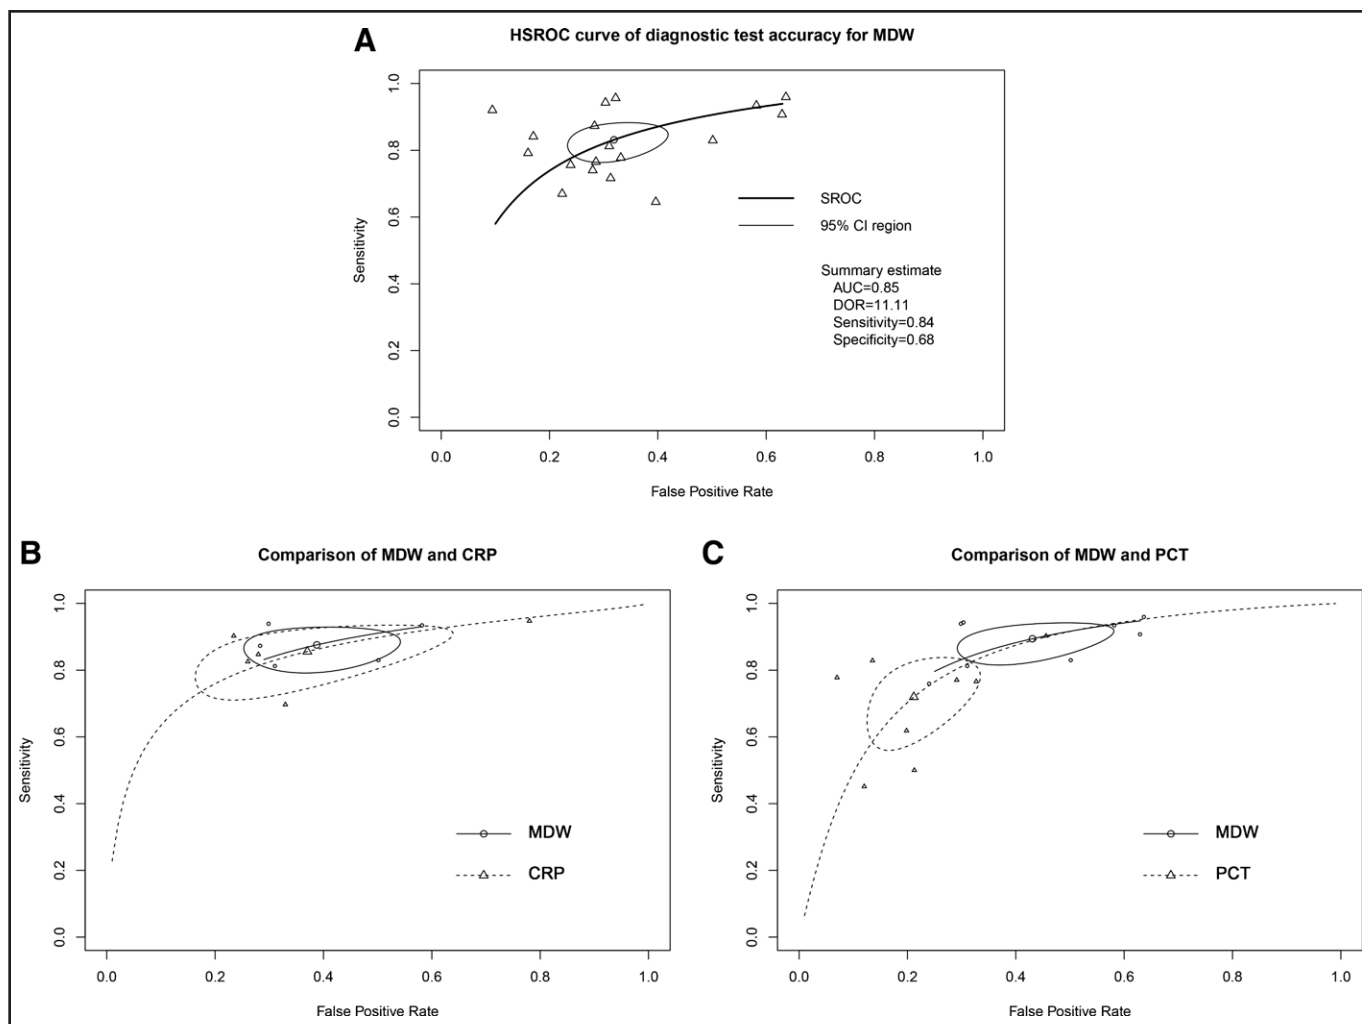 A
HSROC curve of diagnostic test accuracy for MDW
1.0
0.8
0.6
0.4
0.2
0.0
Sensitivity
SROC
95% CI region
Summary estimate
AUC=0.85
DOR=11.11
Sensitivity=0.84
Specificity=0.68
0.0 0.2 0.4 0.6 0.8 1.0
False Positive Rate
B
Comparison of MDW and CRP
1.0
0.8
0.6
0.4
0.2
0.0
Sensitivity
MDW
CRP
0.0 0.2 0.4 0.6 0.8 1.0
False Positive Rate
C
Comparison of MDW and PCT
1.0
0.8
0.6
0.4
0.2
0.0
Sensitivity
MDW
PCT
0.0 0.2 0.4 0.6 0.8 1.0
False Positive Rate